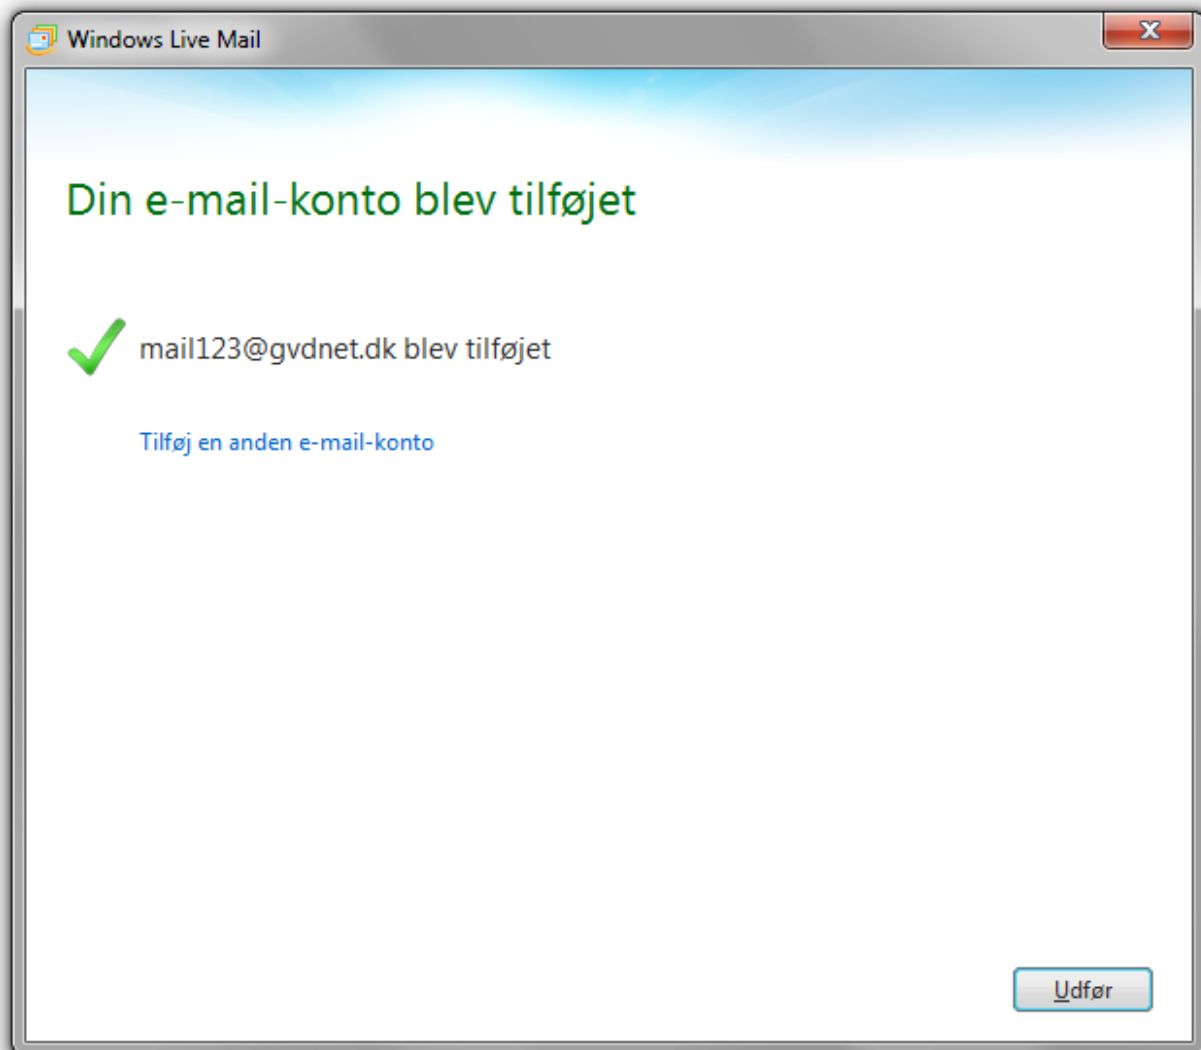 Windows Live Mail
Din e-mail-konto blev tilføjet
mail123@gvdnet.dk blev tilføjet
Tilføj en anden e-mail-konto
Udfør